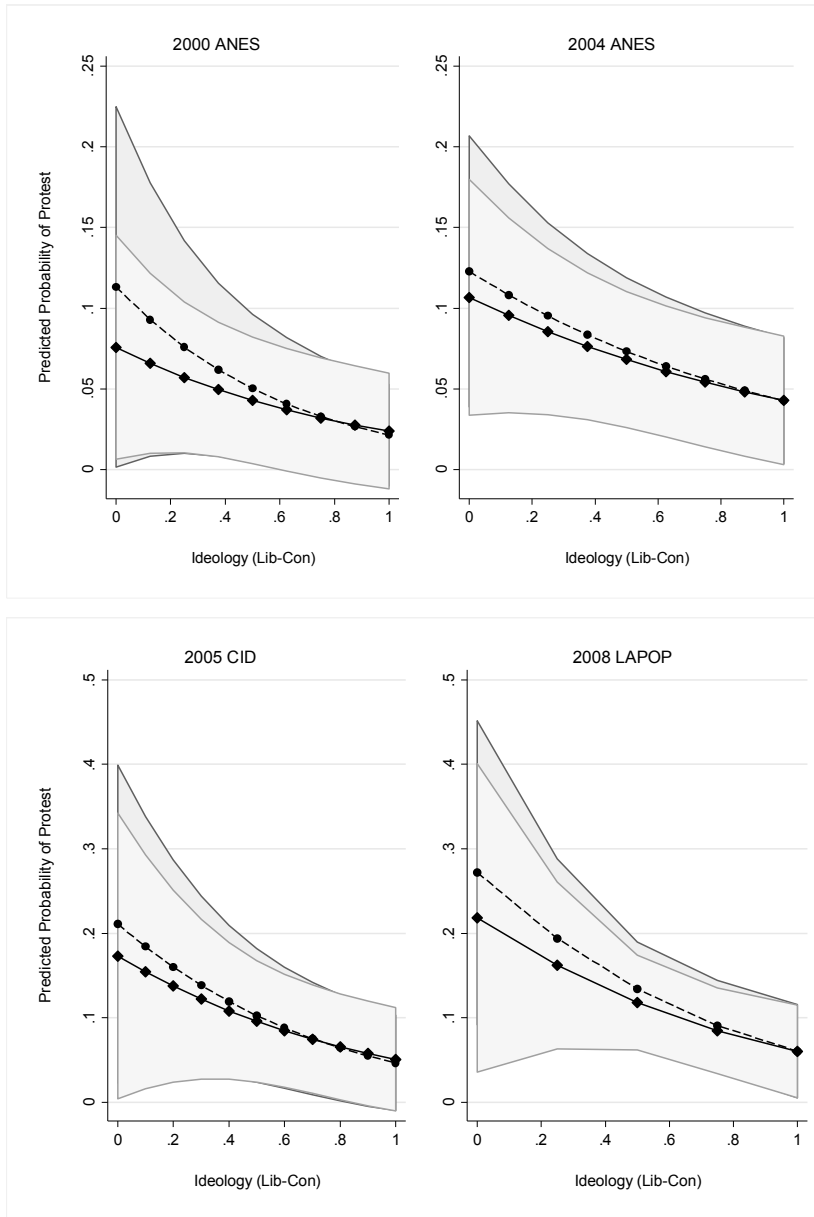 2000 ANES
2004 ANES
Predicted Probability of Protest
.25
.2
.15
.1
.05
0
0 .2 .4 .6 .8 1
Ideology (Lib-Con)
.25
.2
.15
.1
.05
0
0 .2 .4 .6 .8 1
Ideology (Lib-Con)
2005 CID
2008 LAPOP
Predicted Probability of Protest
.5
.4
.3
.2
.1
0
0 .2 .4 .6 .8 1
Ideology (Lib-Con)
.5
.4
.3
.2
.1
0
0 .2 .4 .6 .8 1
Ideology (Lib-Con)